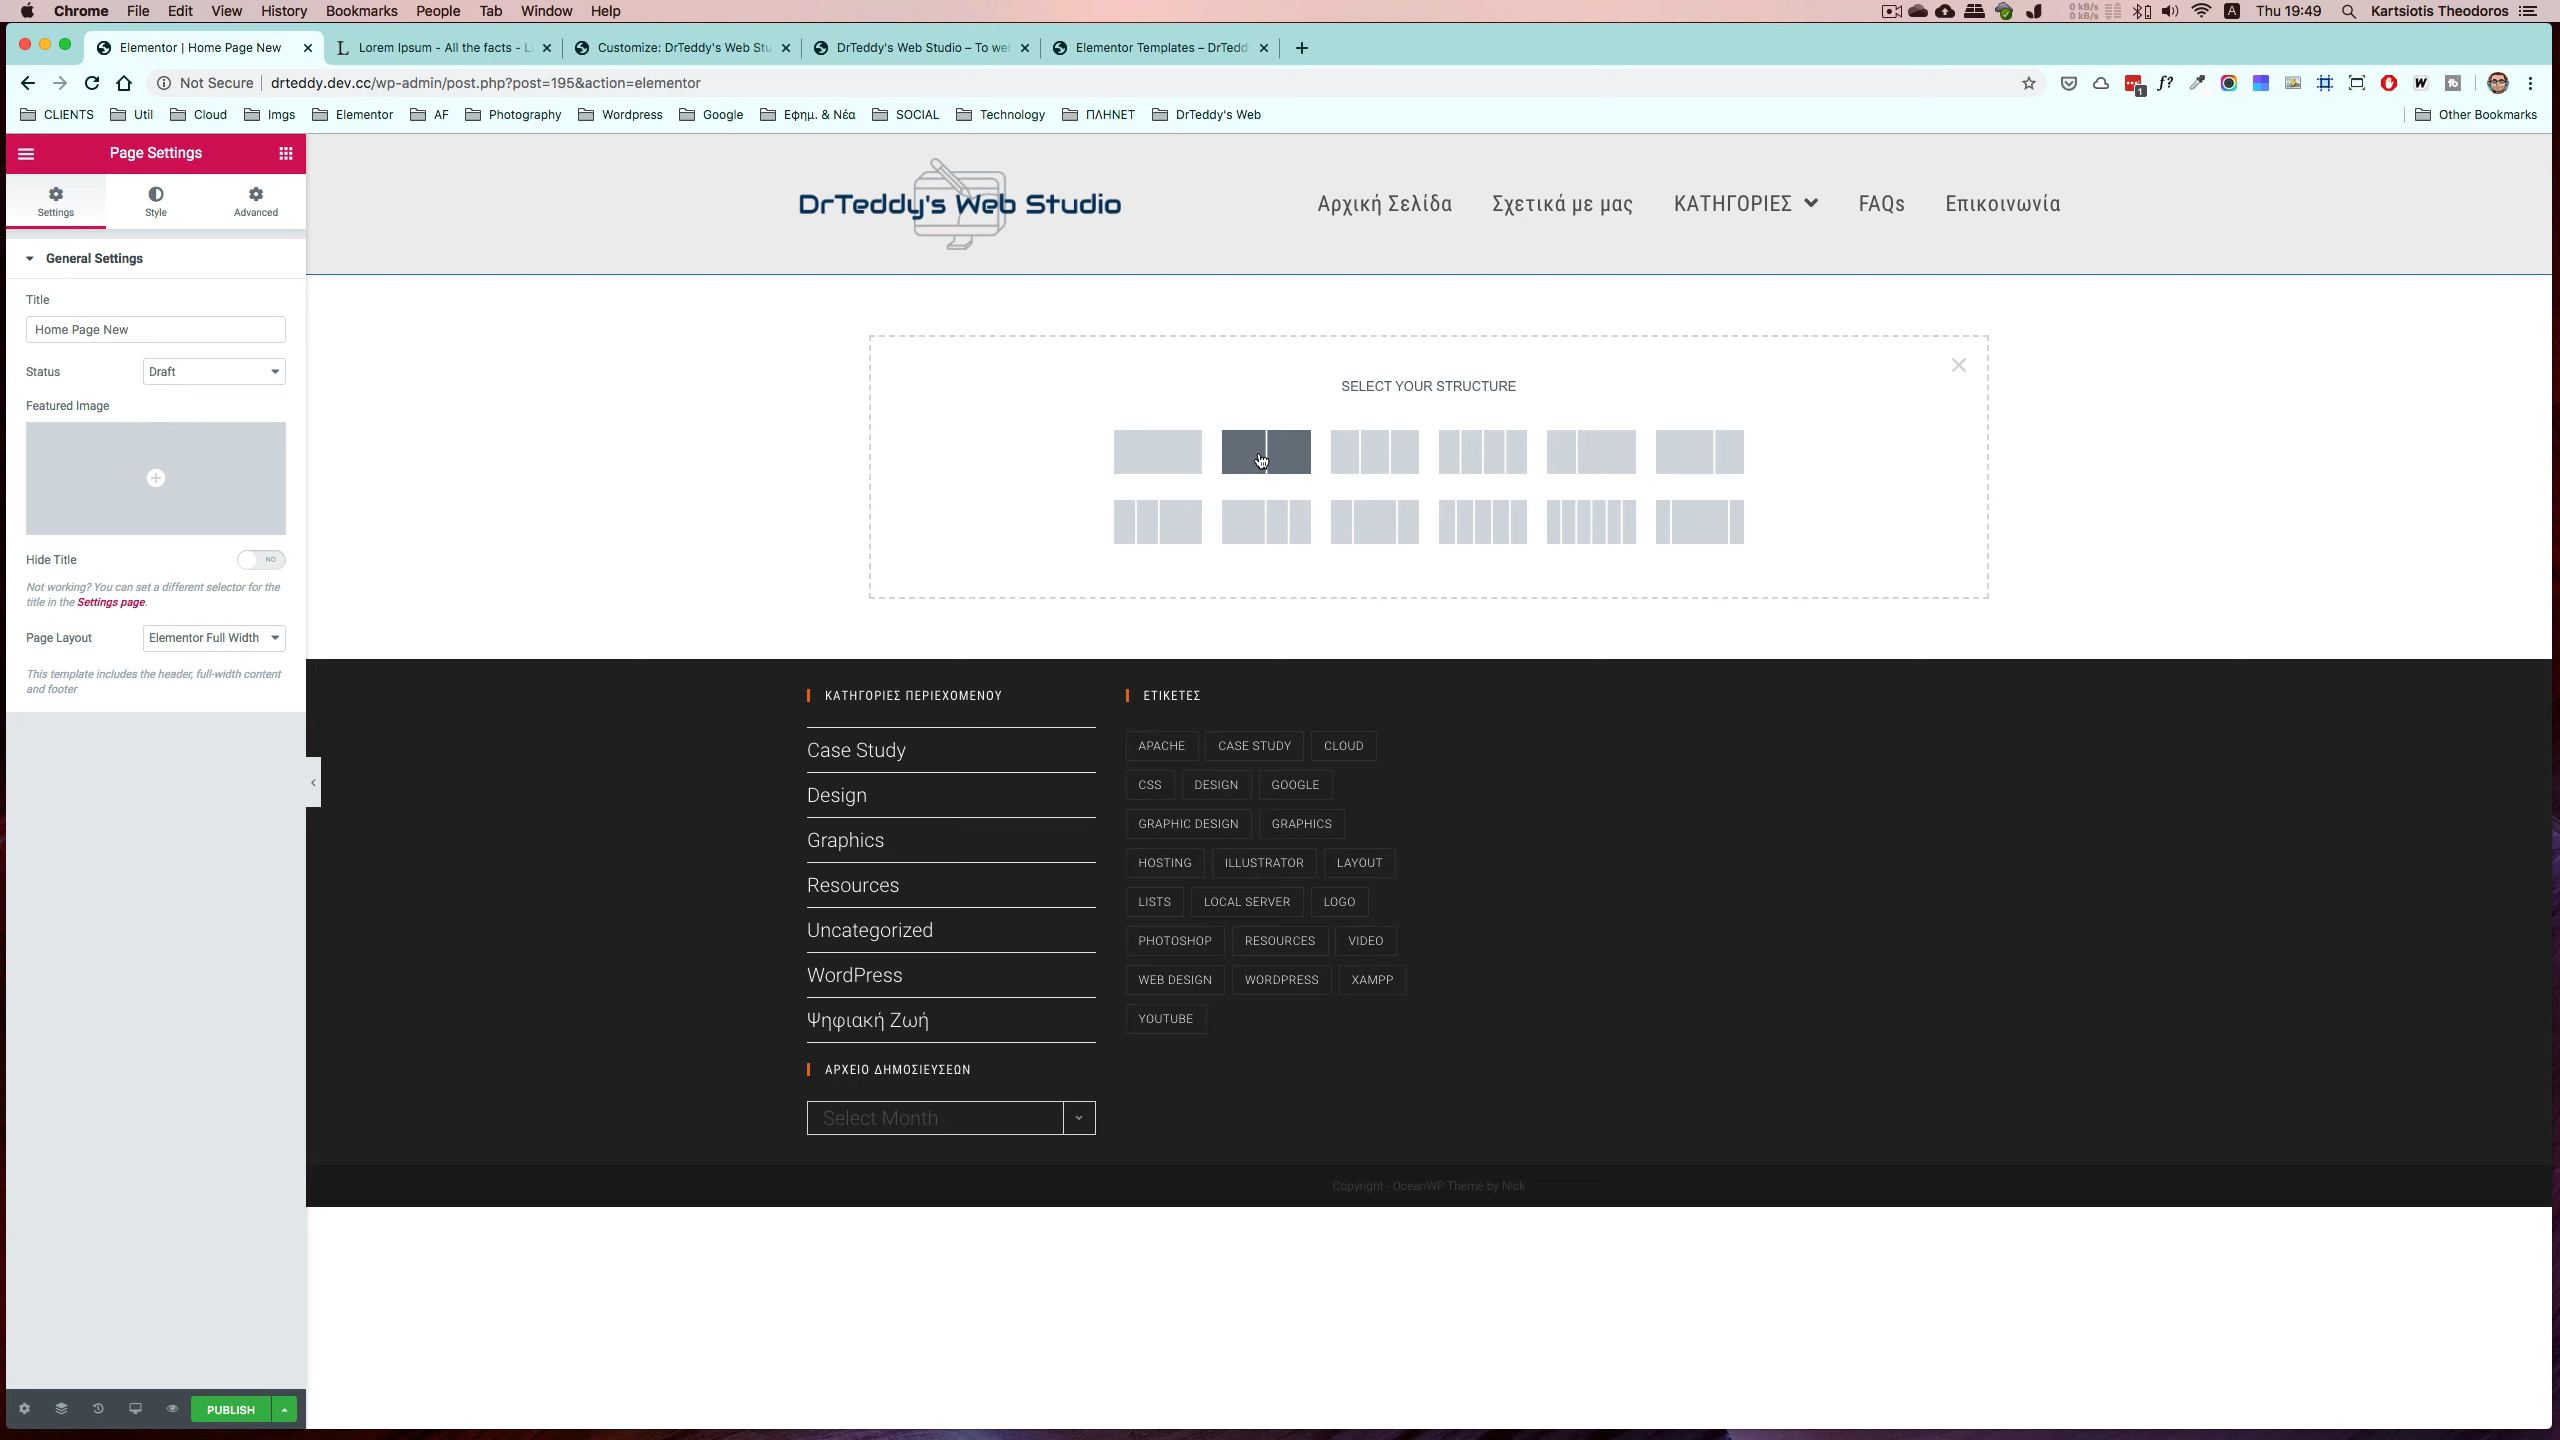 Chrome File Edit View History Bookmarks People Tab Window Help
0 kB/s
0 kB/s
Thu 19:49 Kartsiotis Theodoros
Elementor | Home Page New
Lorem Ipsum - All the facts - Li
Customize: DrTeddy's Web Stu
DrTeddy's Web Studio – To we
Elementor Templates – DrTedd
Not Secure drteddy.dev.cc/wp-admin/post.php?post=195&action=elementor
CLIENTS Util Cloud Imgs Elementor AF Photography Wordpress Google Εφημ. & Νέα SOCIAL Technology ΠΛΗΝΕΤ DrTeddy's Web Other Bookmarks
Page Settings
Settings Style Advanced
General Settings
Title
Home Page New
Status Draft
Featured Image
Hide Title NO
Not working? You can set a different selector for the
title in the Settings page.
Page Layout Elementor Full Width
This template includes the header, full-width content
and footer
PUBLISH
DrTeddy's Web Studio
Αρχική Σελίδα Σχετικά με μας ΚΑΤΗΓΟΡΙΕΣ FAQs Επικοινωνία
SELECT YOUR STRUCTURE
ΚΑΤΗΓΟΡΙΕΣ ΠΕΡΙΕΧΟΜΕΝΟΥ
Case Study
Design
Graphics
Resources
Uncategorized
WordPress
Ψηφιακή Ζωή
ΑΡΧΕΙΟ ΔΗΜΟΣΙΕΥΣΕΩΝ
Select Month
ΕΤΙΚΕΤΕΣ
APACHE CASE STUDY CLOUD
CSS DESIGN GOOGLE
GRAPHIC DESIGN GRAPHICS
HOSTING ILLUSTRATOR LAYOUT
LISTS LOCAL SERVER LOGO
PHOTOSHOP RESOURCES VIDEO
WEB DESIGN WORDPRESS XAMPP
YOUTUBE
Copyright - OceanWP Theme by Nick